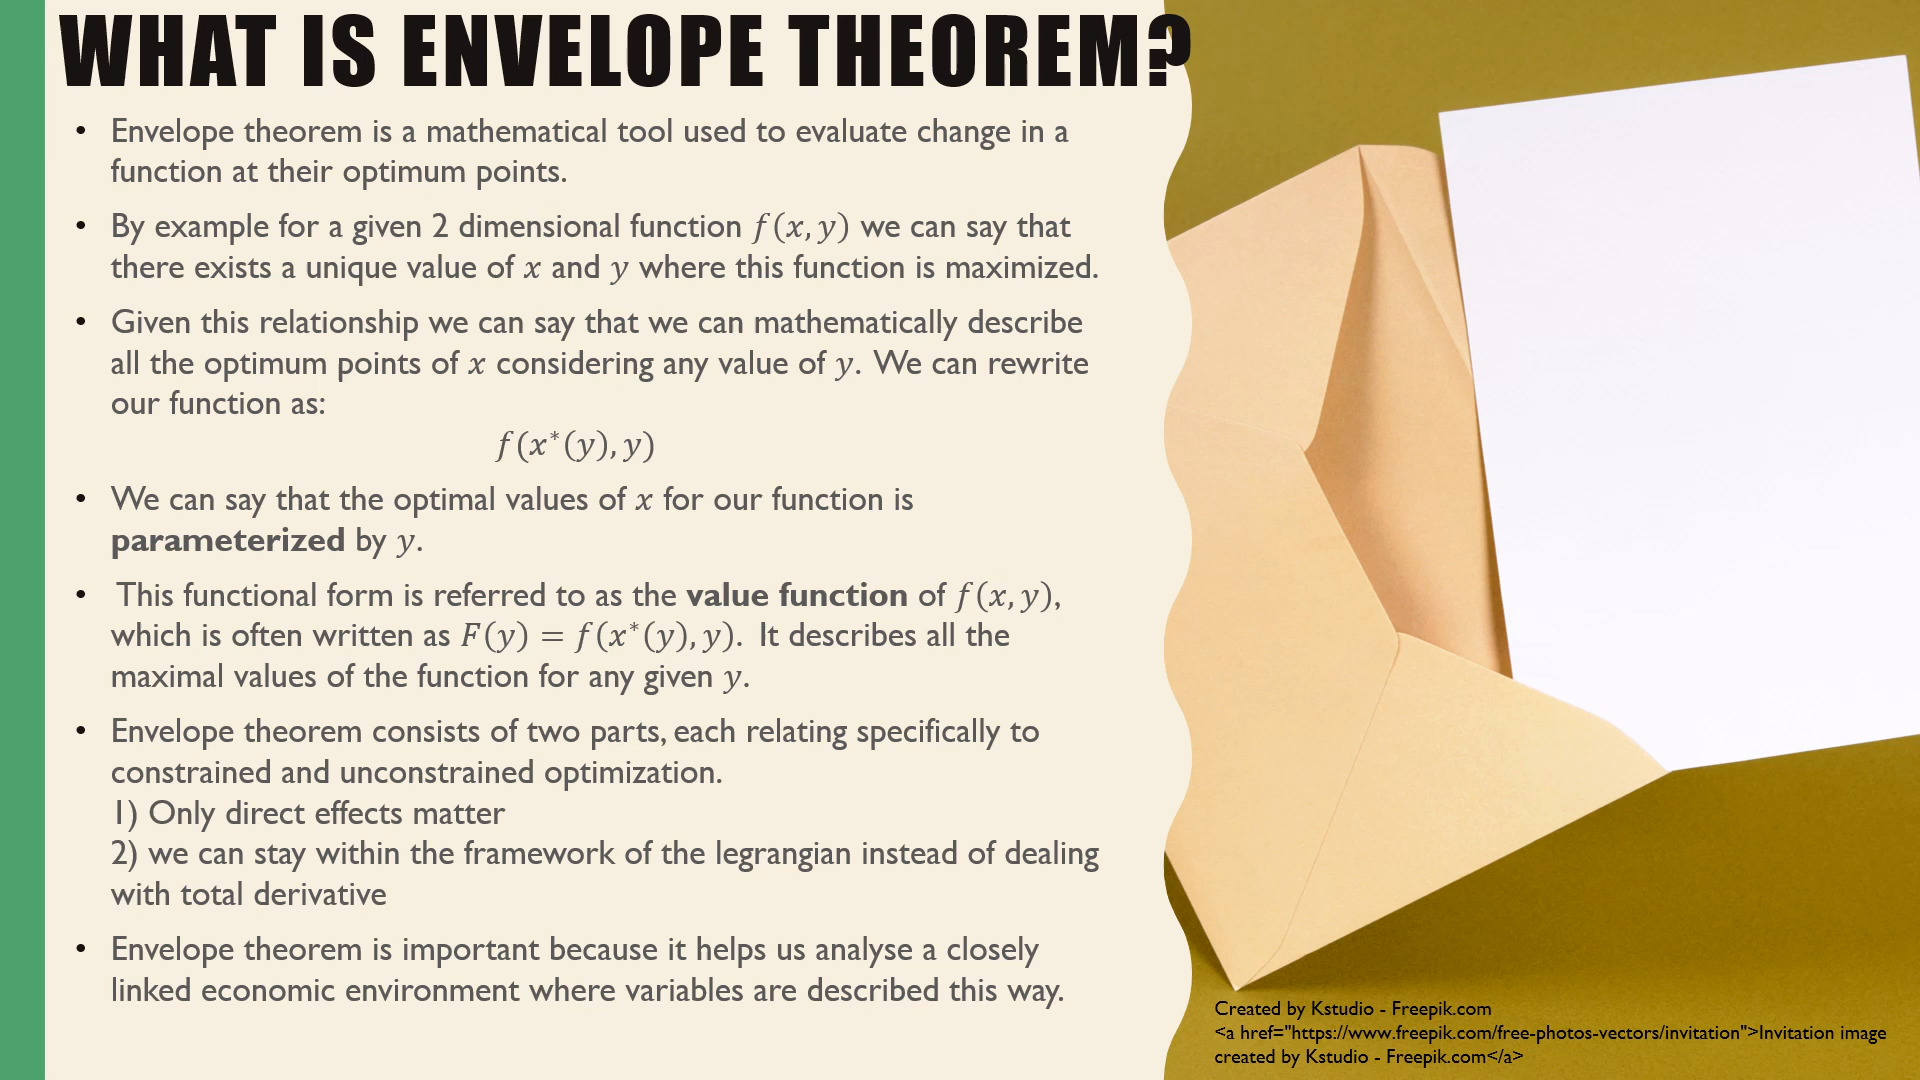 WHAT IS ENVELOPE THEOREM?
• Envelope theorem is a mathematical tool used to evaluate change in a
function at their optimum points.
• By example for a given 2 dimensional function f(x, y) we can say that
there exists a unique value of x and y where this function is maximized.
• Given this relationship we can say that we can mathematically describe
all the optimum points of x considering any value of y. We can rewrite
our function as:
f(x*(y), y)
• We can say that the optimal values of x for our function is
parameterized by y.
• This functional form is referred to as the value function of f(x, y),
which is often written as F(y) = f(x*(y), y). It describes all the
maximal values of the function for any given y.
• Envelope theorem consists of two parts, each relating specifically to
constrained and unconstrained optimization.
1) Only direct effects matter
2) we can stay within the framework of the legrangian instead of dealing
with total derivative
• Envelope theorem is important because it helps us analyse a closely
linked economic environment where variables are described this way.
Created by Kstudio - Freepik.com
<a href="https://www.freepik.com/free-photos-vectors/invitation">Invitation image
created by Kstudio - Freepik.com</a>